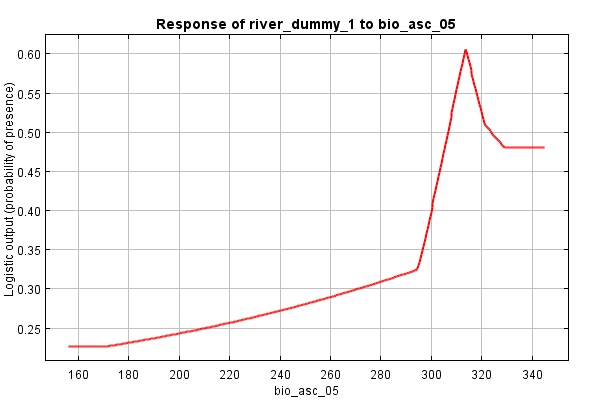 Response of river_dummy_1 to bio_asc_05
Logistic output (probability of presence)
0.60
0.55
0.50
0.45
0.40
0.35
0.30
0.25
160 180 200 220 240 260 280 300 320 340
bio_asc_05